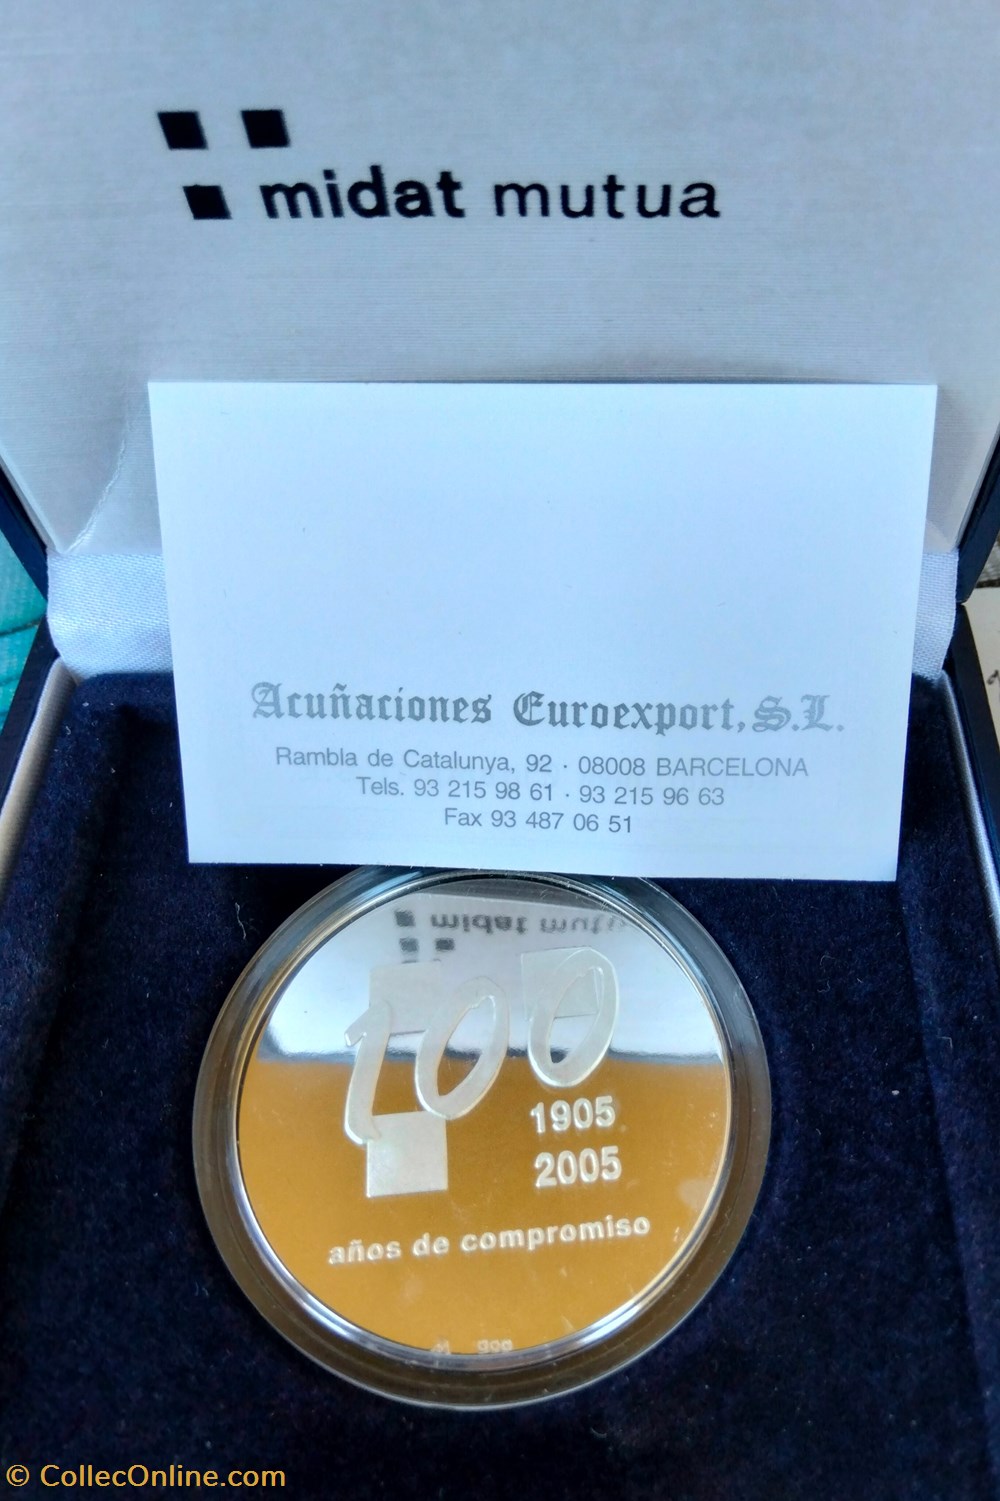 midat mutua
Acuñaciones Euroexport, S.L.
Rambla de Catalunya, 92 · 08008 BARCELONA
Tels. 93 215 98 61 · 93 215 96 63
Fax 93 487 06 51
midat mutu
100
1905
2005
años de compromiso
© CollecOnline.com